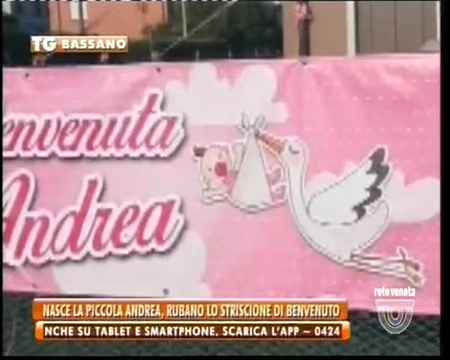 TG BASSANO
envenuta
Andrea
NASCE LA PICCOLA ANDREA, RUBANO LO STRISCIONE DI BENVENUTO
NCHE SU TABLET E SMARTPHONE, SCARICA L'APP – 0424
reteveneta